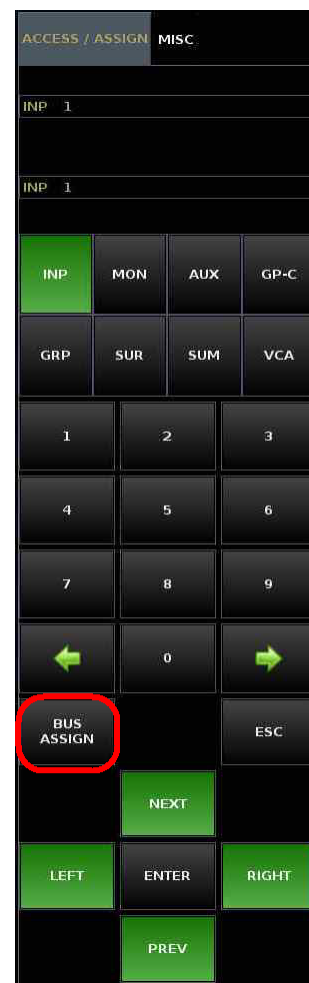 ACCESS / ASSIGN MISC
INP 1
INP 1
INP MON AUX GP-C
GRP SUR SUM VCA
1 2 3
4 5 6
7 8 9
0
BUS
ASSIGN
ESC
NEXT
LEFT ENTER RIGHT
PREV